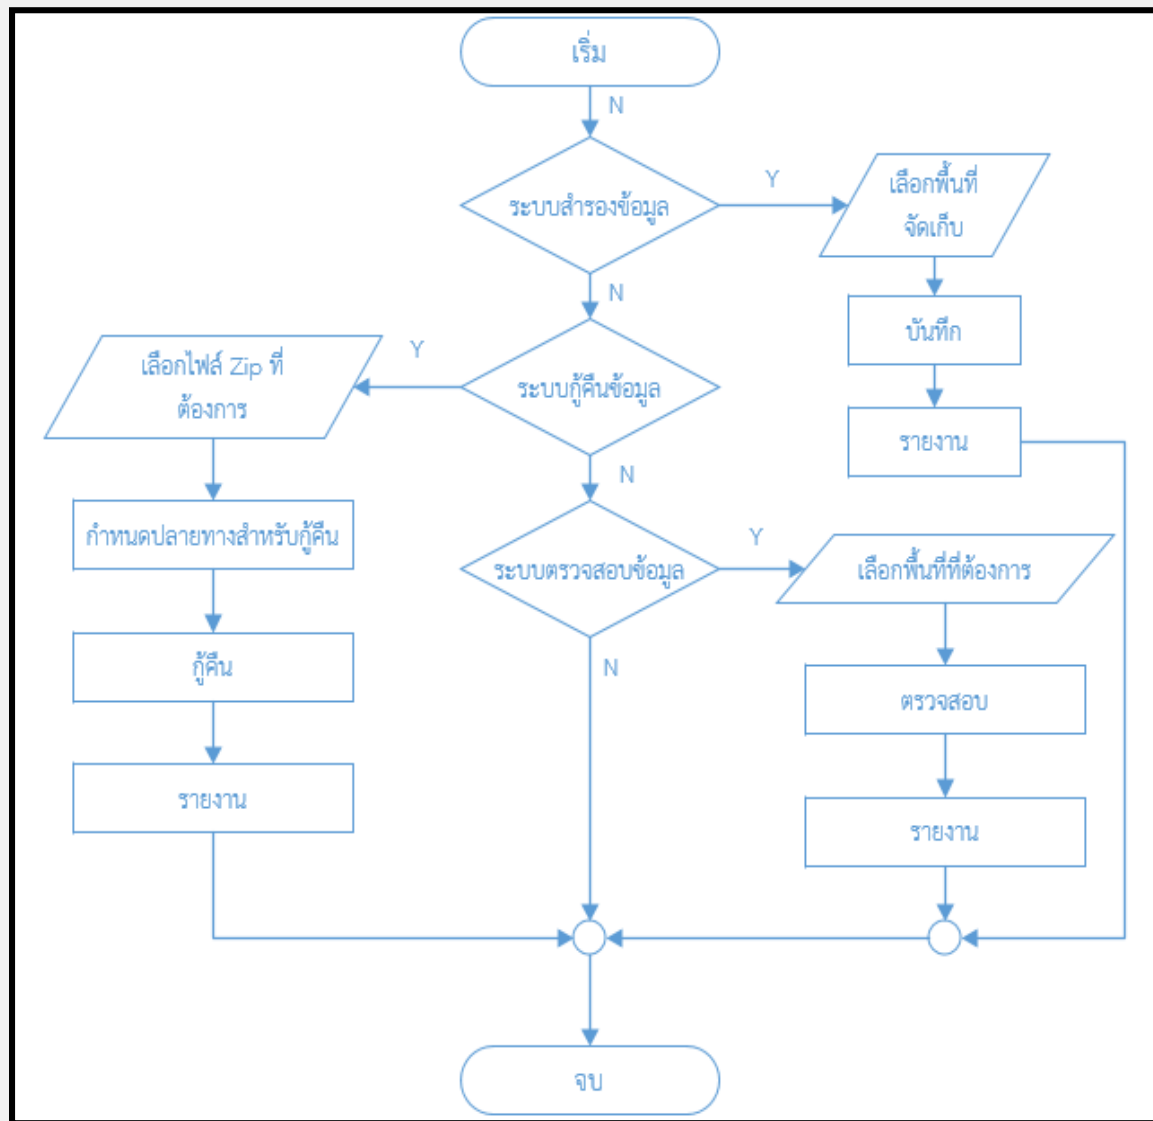 เริ่ม
N
ระบบสำรองข้อมูล
Y
เลือกพื้นที่
จัดเก็บ
บันทึก
รายงาน
N
ระบบกู้คืนข้อมูล
Y
เลือกไฟล์ Zip ที่
ต้องการ
กำหนดปลายทางสำหรับกู้คืน
กู้คืน
รายงาน
N
ระบบตรวจสอบข้อมูล
Y
เลือกพื้นที่ที่ต้องการ
ตรวจสอบ
รายงาน
N
จบ